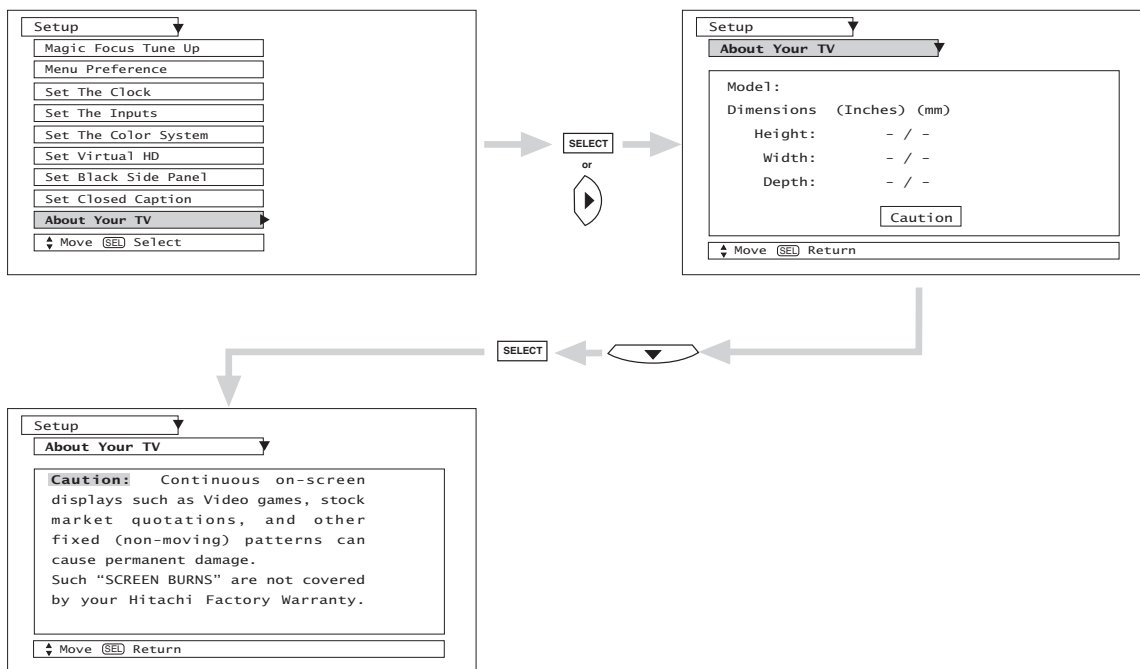 Setup
Magic Focus Tune Up
Menu Preference
Set The Clock
Set The Inputs
Set The Color System
Set Virtual HD
Set Black Side Panel
Set Closed Caption
About Your TV
Move SEL Select
SELECT
or
Setup
About Your TV
Model:
Dimensions (Inches) (mm)
Height: - / -
Width: - / -
Depth: - / -
Caution
Move SEL Return
SELECT
Setup
About Your TV
Caution: Continuous on-screen
displays such as Video games, stock
market quotations, and other
fixed (non-moving) patterns can
cause permanent damage.
Such “SCREEN BURNS” are not covered
by your Hitachi Factory Warranty.
Move SEL Return